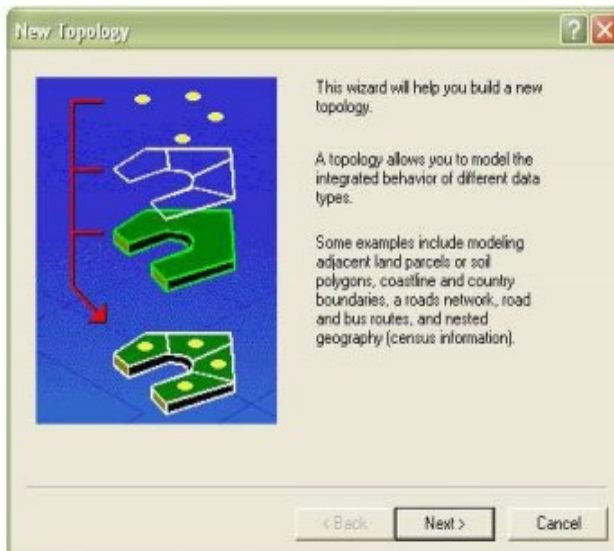 New Topology
This wizard will help you build a new
topology.
A topology allows you to model the
integrated behavior of different data
types.
Some examples include modeling
adjacent land parcels or soil
polygons, coastline and country
boundaries, a roads network, road
and bus routes, and nested
geography (census information).
< Back
Next >
Cancel